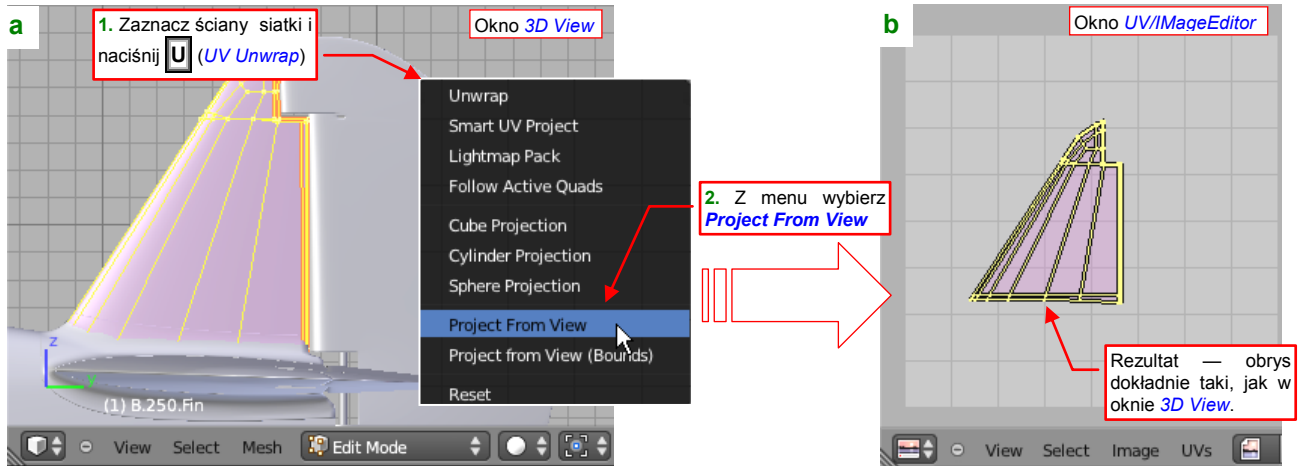 a
1. Zaznacz ściany siatki i
naciśnij U (UV Unwrap)
Okno 3D View
Unwrap
Smart UV Project
Lightmap Pack
Follow Active Quads
Cube Projection
Cylinder Projection
Sphere Projection
Project From View
Project from View (Bounds)
Reset
2. Z menu wybierz
Project From View
z
y
(1) B.250.Fin
View Select Mesh Edit Mode
b
Okno UV/IMageEditor
Rezultat — obrys
dokładnie taki, jak w
oknie 3D View.
View Select Image UVs